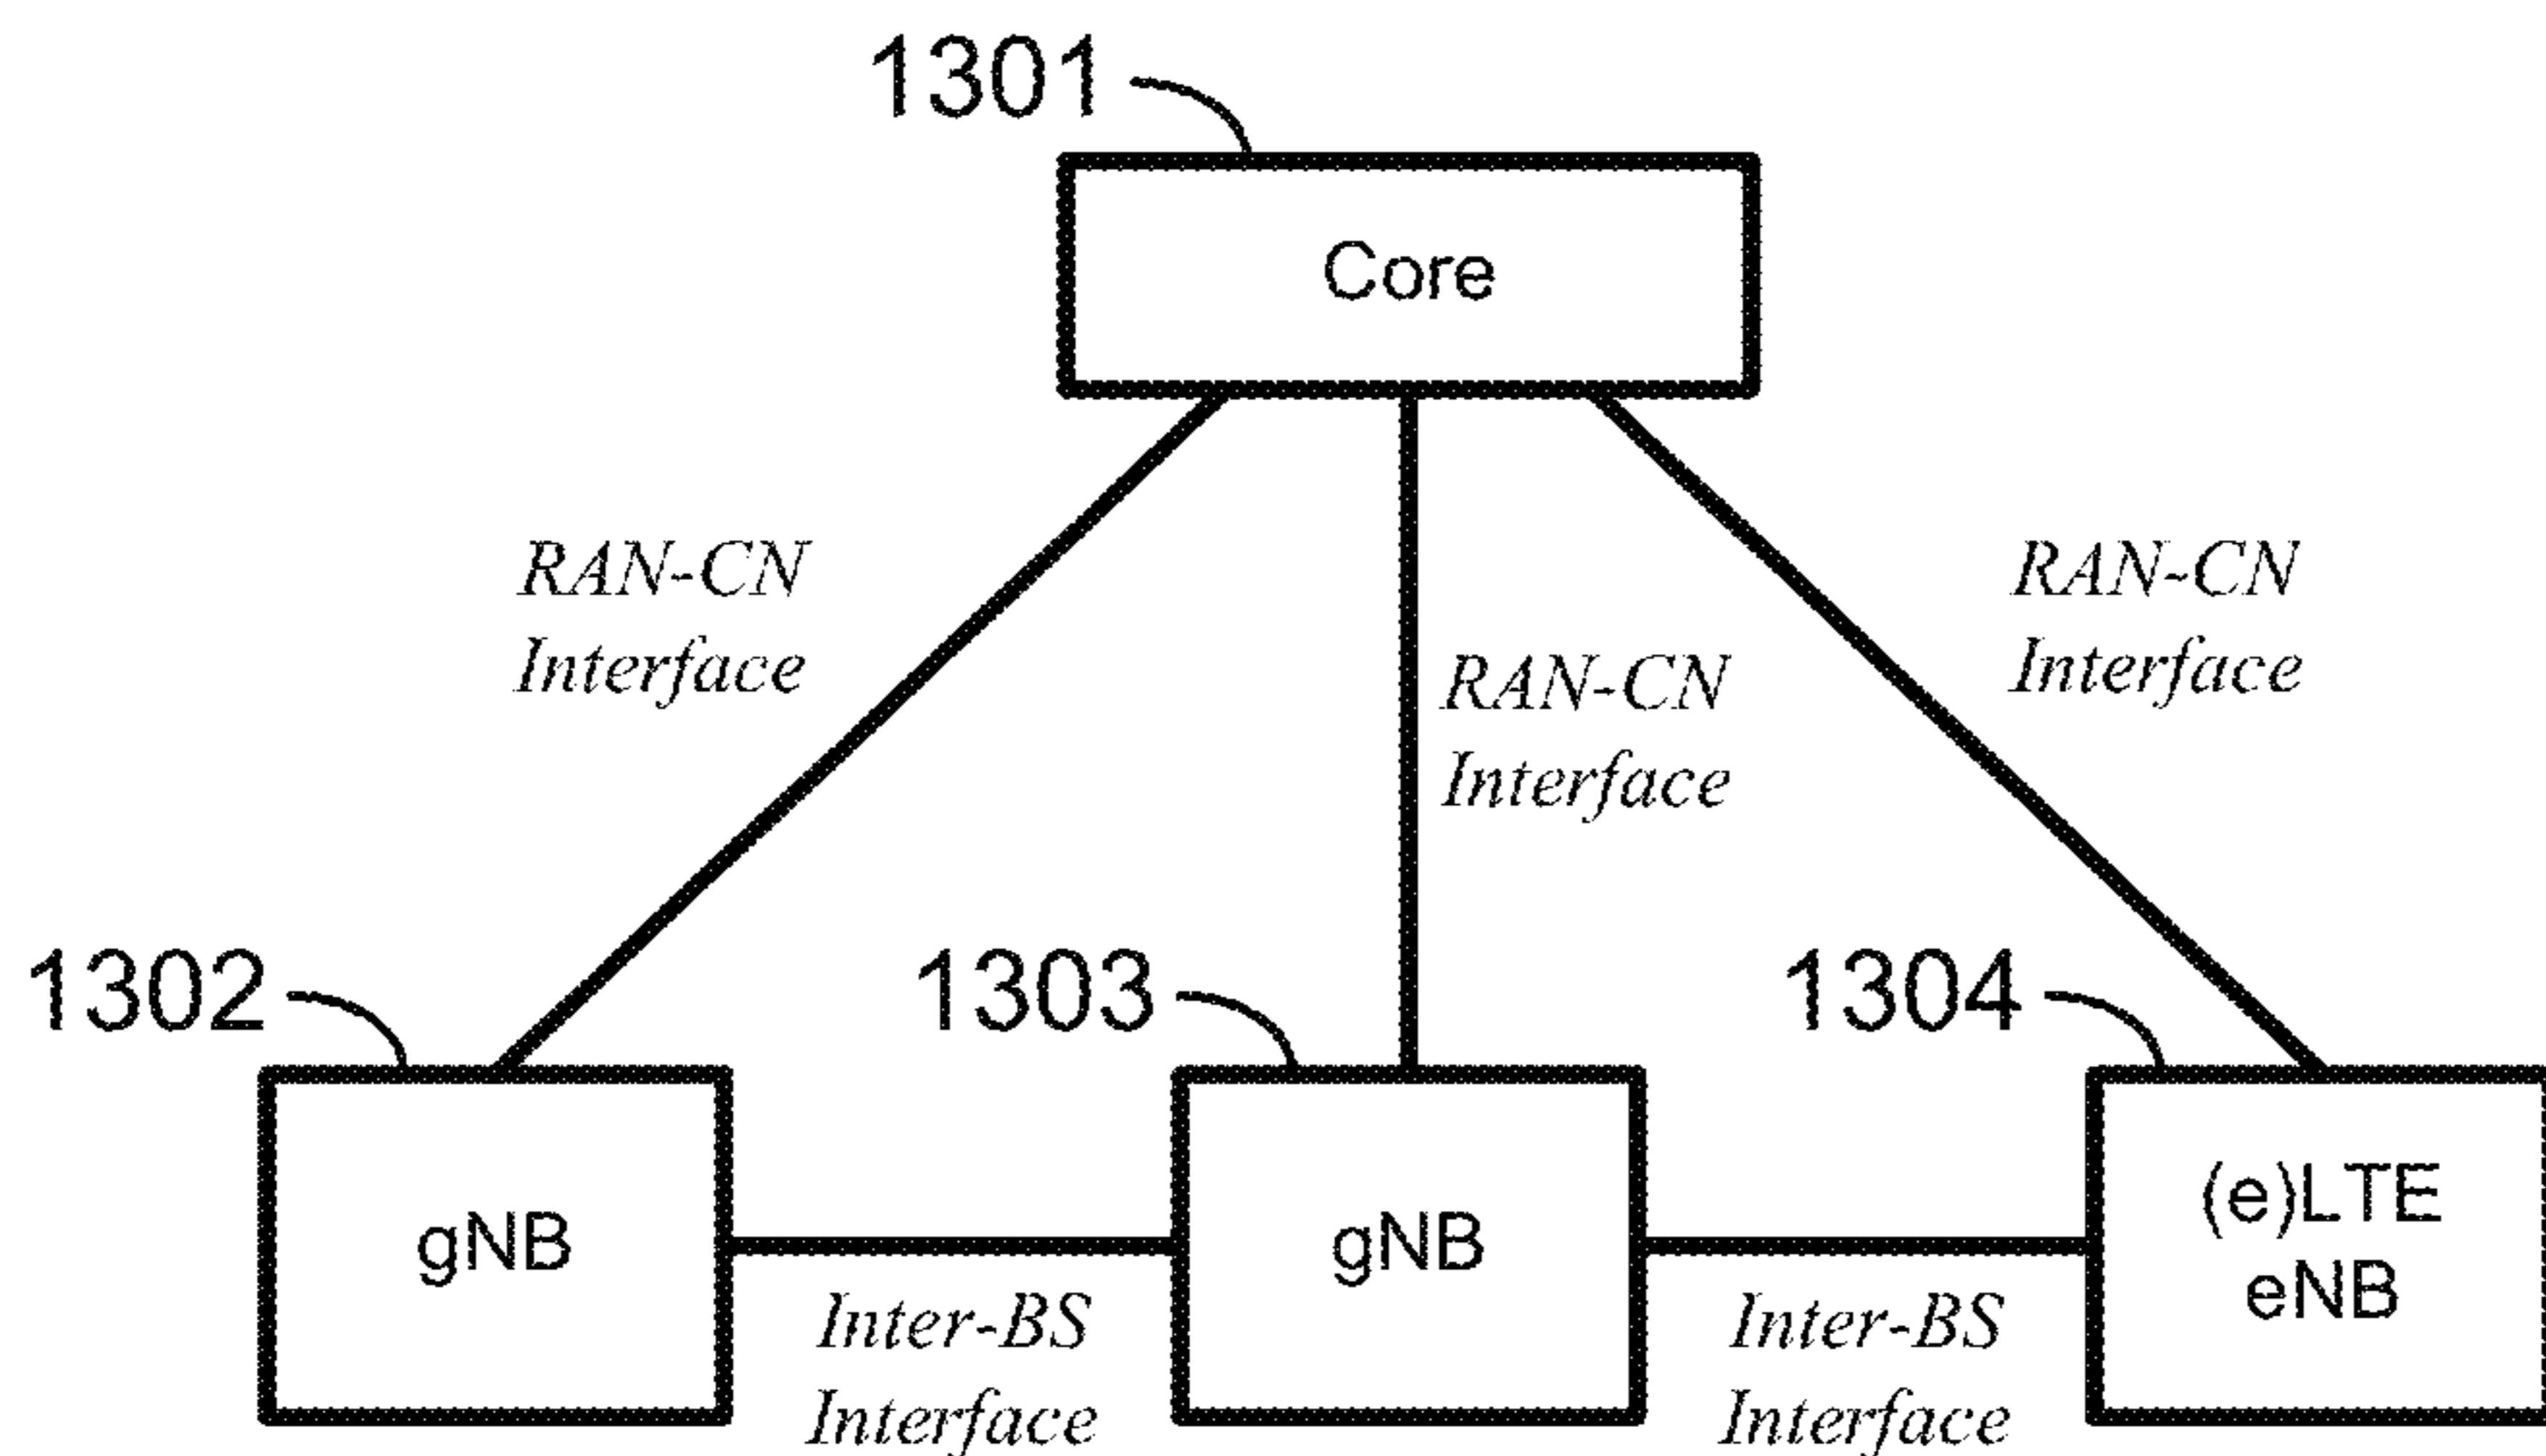 1301
Core
RAN-CN
Interface
RAN-CN
Interface
RAN-CN
Interface
1302
1303
1304
gNB
gNB
(e)LTE
eNB
Inter-BS
Interface
Inter-BS
Interface